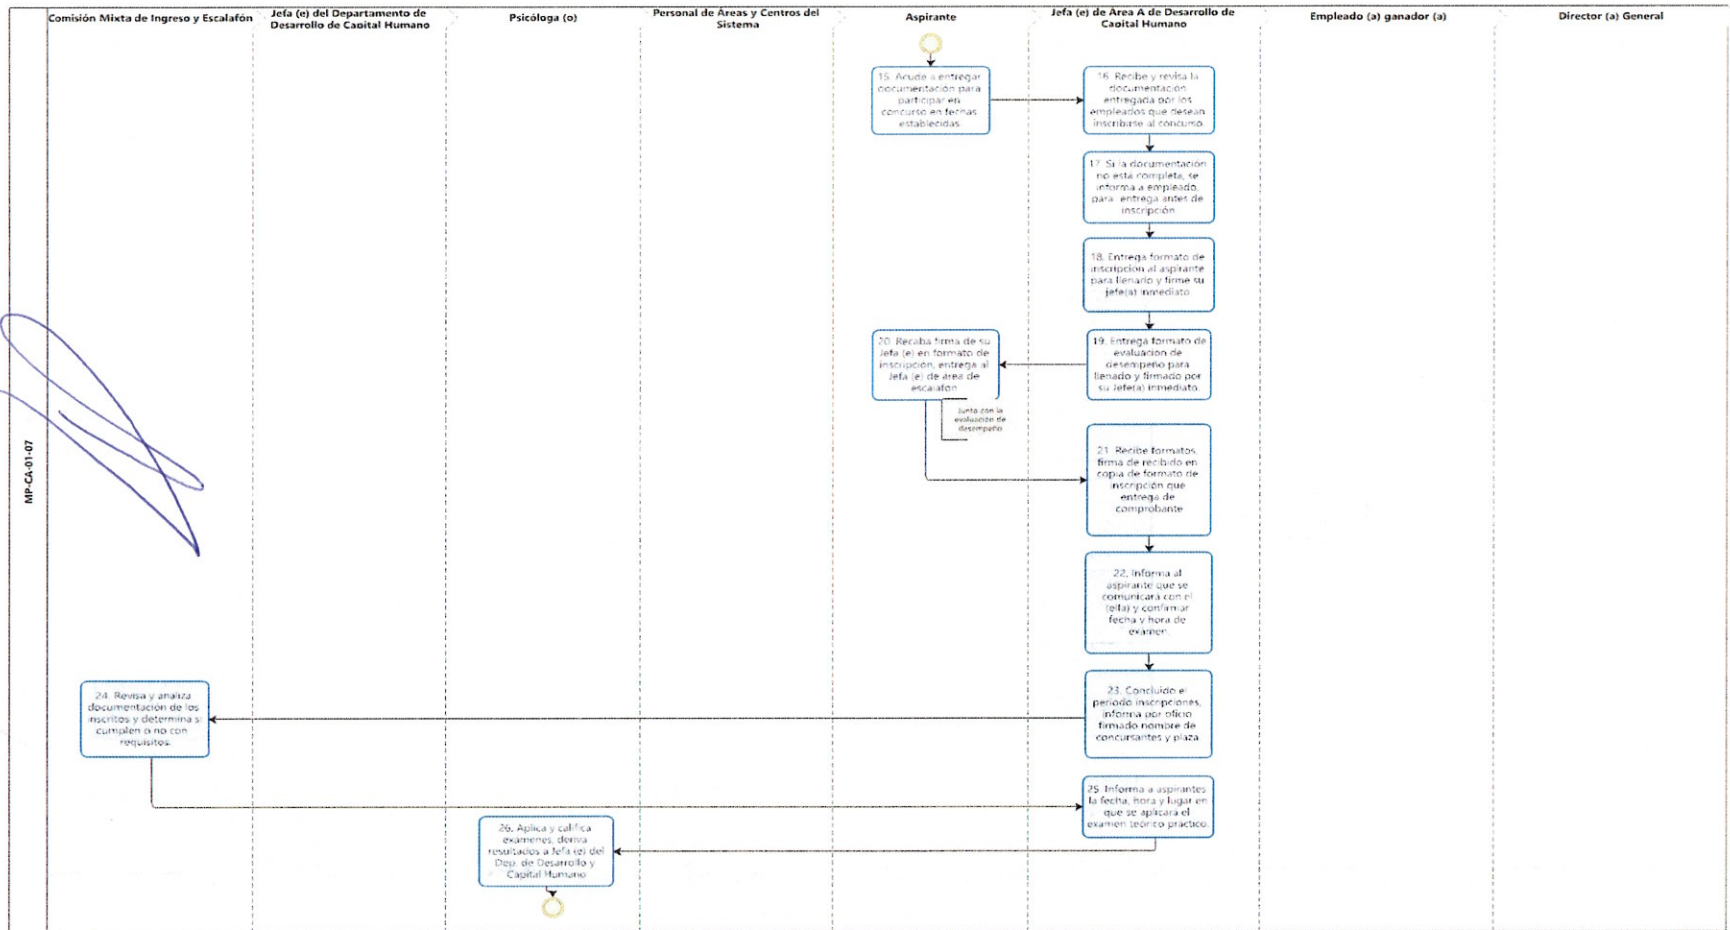 Comisión Mixta de Ingreso y Escalafón
Jefa (e) del Departamento de
Desarrollo de Capital Humano
Psicóloga (o)
Personal de Áreas y Centros del
Sistema
Aspirante
Jefa (e) de Área A de Desarrollo de
Capital Humano
Empleado (a) ganador (a)
Director (a) General
MP-CA-01-07
15. Acude a entregar
documentación para
participar en
concurso en fechas
establecidas.
16. Recibe y revisa la
documentación
entregada por los
empleados que desean
inscribirse al concurso.
17. Si la documentación
no esta completa, se
informa a empleado,
para entrega antes de
inscripción
18. Entrega formato de
inscripción al aspirante
para llenarlo y firme su
jefe(a) inmediato
19. Entrega formato de
evaluación de
desempeño para
llenado y firmado por
su Jefe(a) inmediato.
20. Recaba firma de su
Jefa (e) en formato de
inscripción, entrega al
Jefa (e) de área de
escalafón
Junto con la
evaluación de
desempeño
21. Recibe formatos,
firma de recibido en
copia de formato de
inscripción que
entrega de
comprobante
22. Informa al
aspirante que se
comunicará con el
(ella) y confirmar
fecha y hora de
exámen.
23. Concluido el
periodo inscripciones,
informa por oficio
firmado nombre de
concursantes y plaza
24. Revisa y analiza
documentación de los
inscritos y determina si
cumplen o no con
requisitos.
25. Informa a aspirantes
la fecha, hora y lugar en
que se aplicará el
examen teórico práctico.
26. Aplica y califica
exámenes, deriva
resultados a Jefa (e) del
Dep. de Desarrollo y
Capital Humano